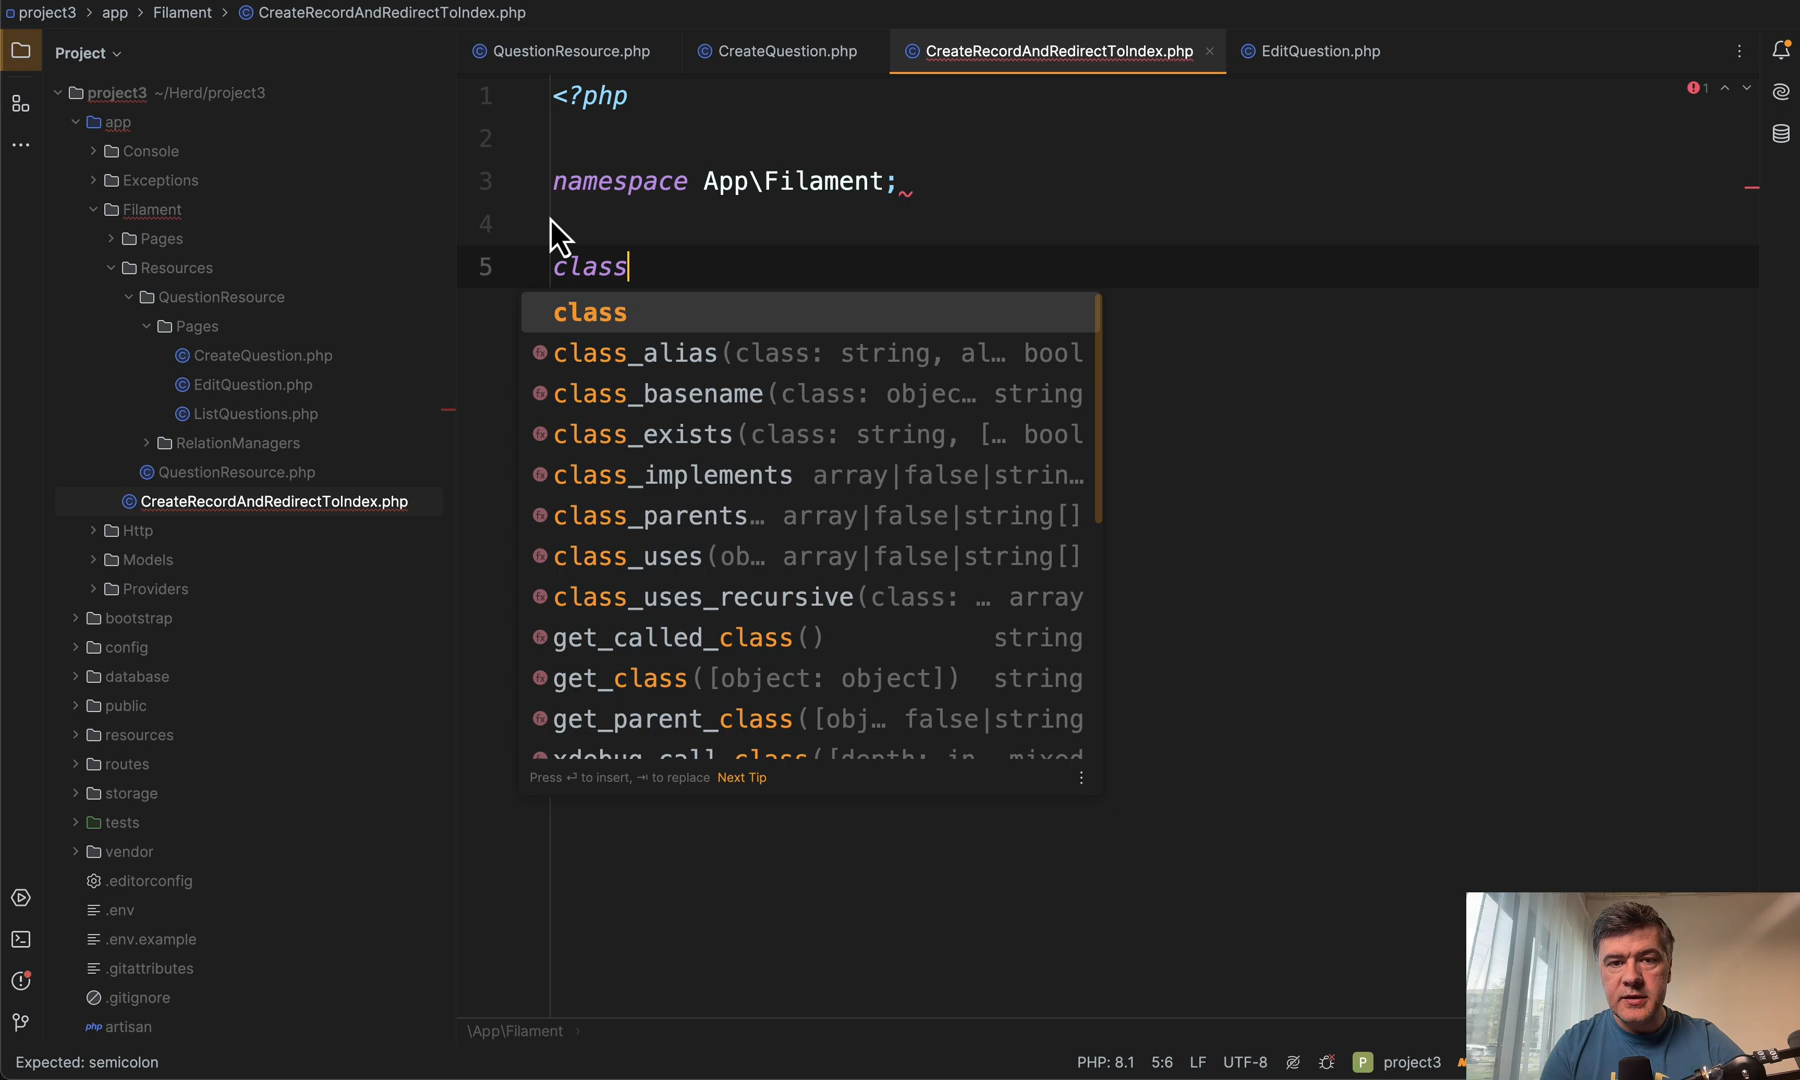 project3 > app > Filament > CreateRecordAndRedirectToIndex.php
Project
QuestionResource.php
CreateQuestion.php
CreateRecordAndRedirectToIndex.php
EditQuestion.php
project3 ~/Herd/project3
app
Console
Exceptions
Filament
Pages
Resources
QuestionResource
Pages
CreateQuestion.php
EditQuestion.php
ListQuestions.php
RelationManagers
QuestionResource.php
CreateRecordAndRedirectToIndex.php
Http
Models
Providers
bootstrap
config
database
public
resources
routes
storage
tests
vendor
.editorconfig
.env
.env.example
.gitattributes
.gitignore
php artisan
1
1 <?php
2
3 namespace App\Filament;
4
5 class
class
class_alias(class: string, al… bool
class_basename(class: objec… string
class_exists(class: string, [… bool
class_implements array|false|strin…
class_parents… array|false|string[]
class_uses(ob… array|false|string[]
class_uses_recursive(class: … array
get_called_class() string
get_class([object: object]) string
get_parent_class([obj… false|string
Press ⏎ to insert, ⇥ to replace Next Tip
\App\Filament >
Expected: semicolon
PHP: 8.1 5:6 LF UTF-8 P project3